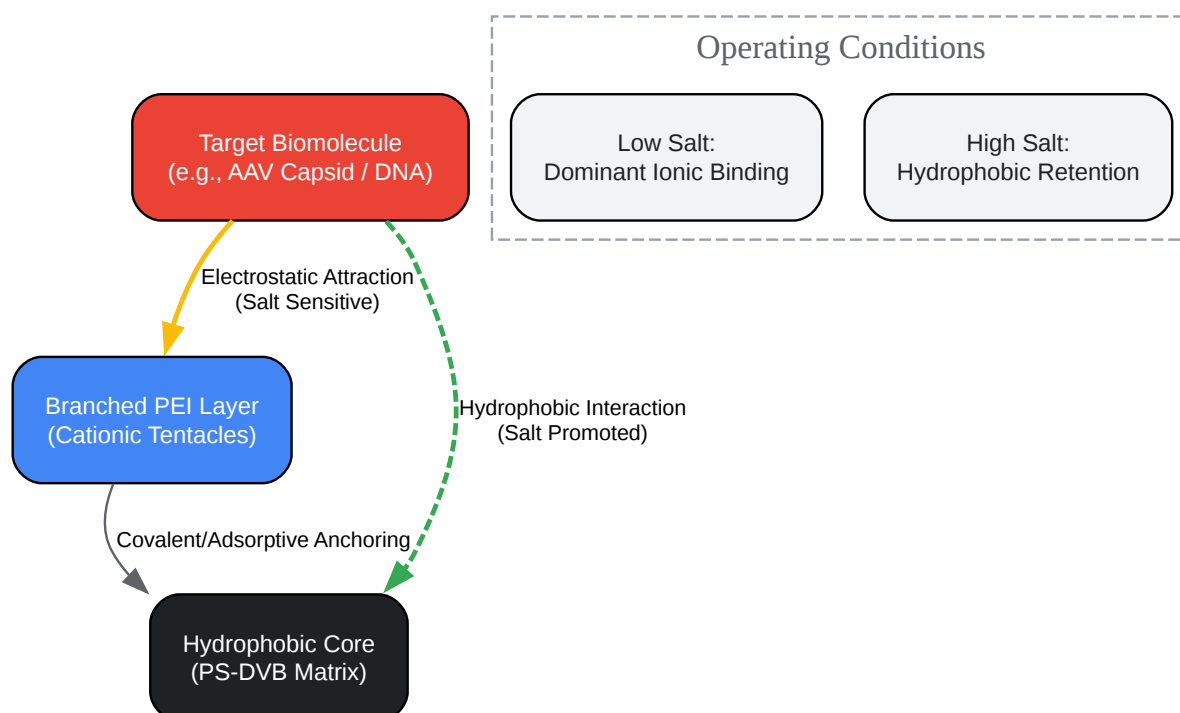 Operating Conditions
Target Biomolecule
(e.g., AAV Capsid / DNA)
Low Salt:
Dominant Ionic Binding
High Salt:
Hydrophobic Retention
Electrostatic Attraction
(Salt Sensitive)
Branched PEI Layer
(Cationic Tentacles)
Hydrophobic Interaction
(Salt Promoted)
Covalent/Adsorptive Anchoring
Hydrophobic Core
(PS-DVB Matrix)